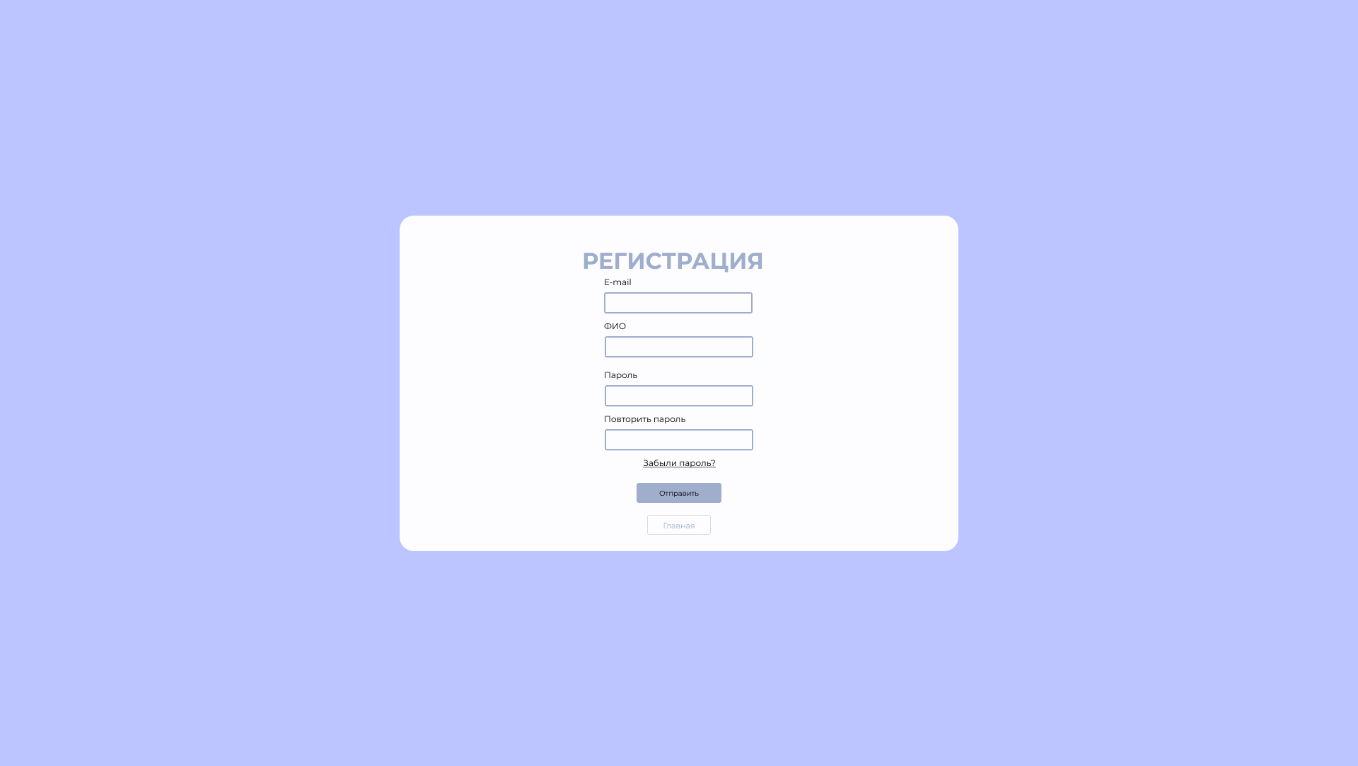 РЕГИСТРАЦИЯ
E-mail
ФИО
Пароль
Повторить пароль
Забыли пароль?
Отправить
Главная